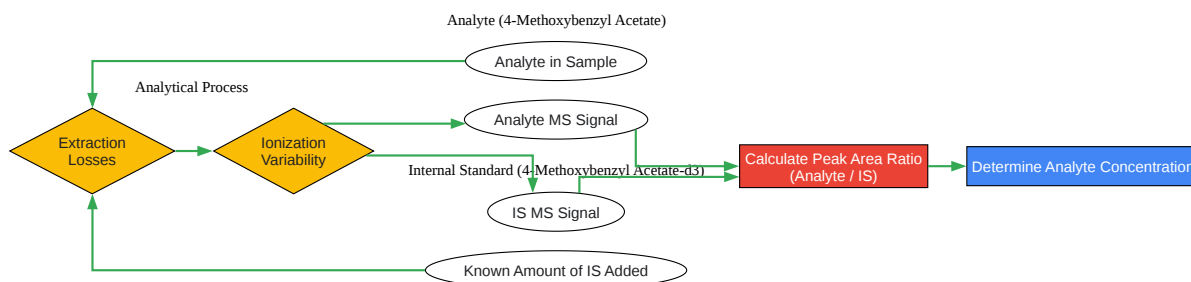 Analyte (4-Methoxybenzyl Acetate)
Analyte in Sample
Analytical Process
Extraction
Losses
Ionization
Variability
Analyte MS Signal
Internal Standard (4-Methoxybenzyl Acetate-d3)
IS MS Signal
Known Amount of IS Added
Calculate Peak Area Ratio
(Analyte / IS)
Determine Analyte Concentration